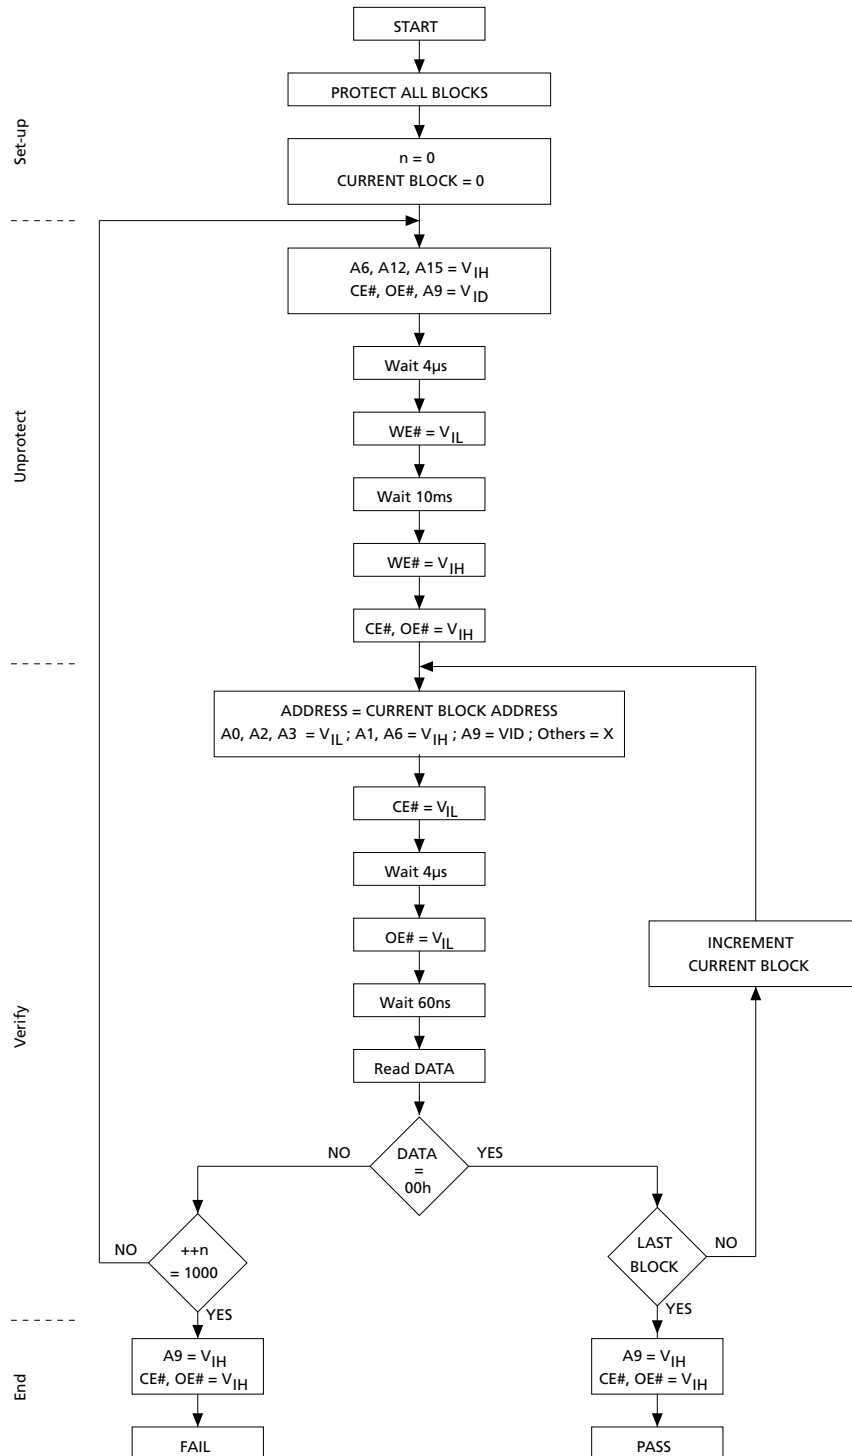 START
PROTECT ALL BLOCKS
Set-up
n = 0
CURRENT BLOCK = 0
A6, A12, A15 = VIH
CE#, OE#, A9 = VID
Wait 4µs
Unprotect
WE# = VIL
Wait 10ms
WE# = VIH
CE#, OE# = VIH
ADDRESS = CURRENT BLOCK ADDRESS
A0, A2, A3 = VIL ; A1, A6 = VIH ; A9 = VID ; Others = X
CE# = VIL
Wait 4µs
OE# = VIL
INCREMENT
CURRENT BLOCK
Wait 60ns
Verify
Read DATA
NO
DATA
=
00h
YES
NO
++n
= 1000
YES
LAST
BLOCK
NO
YES
End
A9 = VIH
CE#, OE# = VIH
A9 = VIH
CE#, OE# = VIH
FAIL
PASS